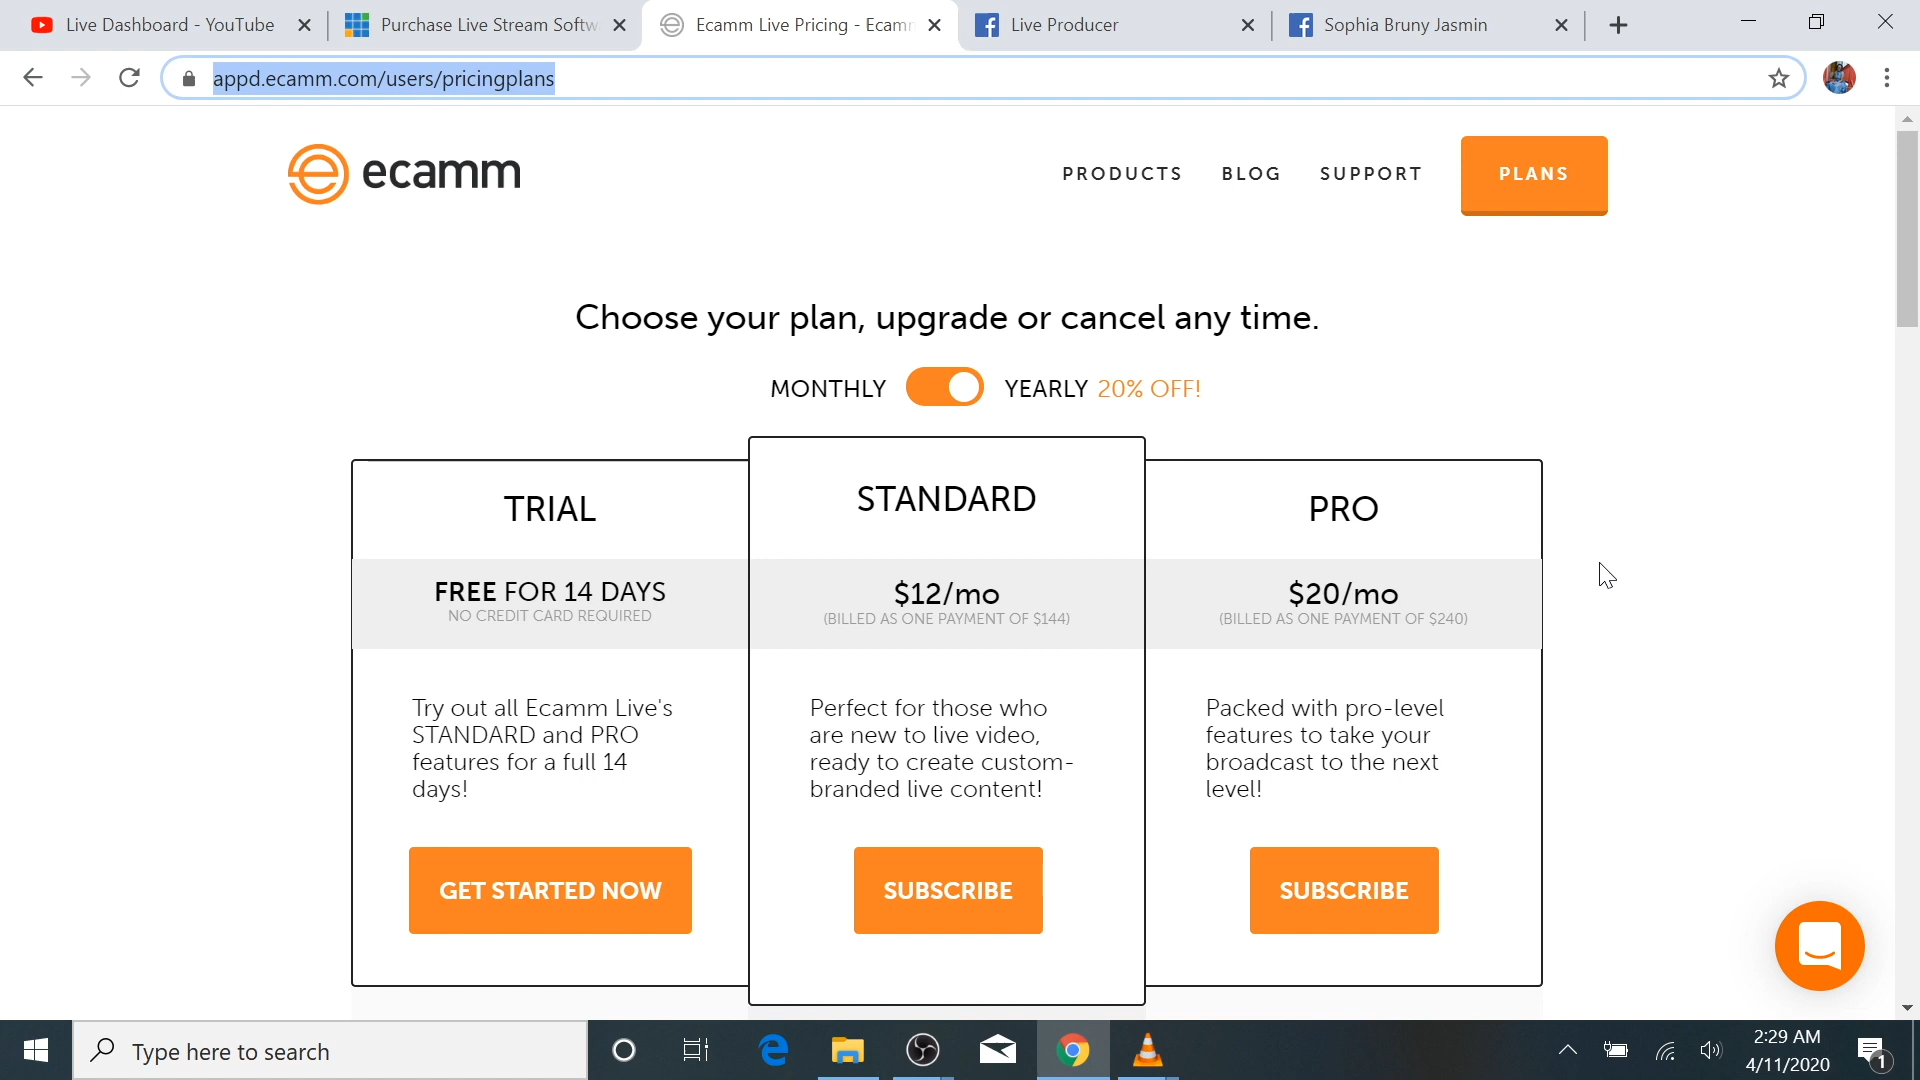 Live Dashboard - YouTube
Purchase Live Stream Softw
Ecamm Live Pricing - Ecam
Live Producer
Sophia Bruny Jasmin
appd.ecamm.com/users/pricingplans
ecamm
PRODUCTS
BLOG
SUPPORT
PLANS
Choose your plan, upgrade or cancel any time.
MONTHLY
YEARLY 20% OFF!
TRIAL
FREE FOR 14 DAYS
NO CREDIT CARD REQUIRED
Try out all Ecamm Live's
STANDARD and PRO
features for a full 14
days!
GET STARTED NOW
STANDARD
$12/mo
(BILLED AS ONE PAYMENT OF $144)
Perfect for those who
are new to live video,
ready to create custom-
branded live content!
SUBSCRIBE
PRO
$20/mo
(BILLED AS ONE PAYMENT OF $240)
Packed with pro-level
features to take your
broadcast to the next
level!
SUBSCRIBE
Type here to search
2:29 AM
4/11/2020
1